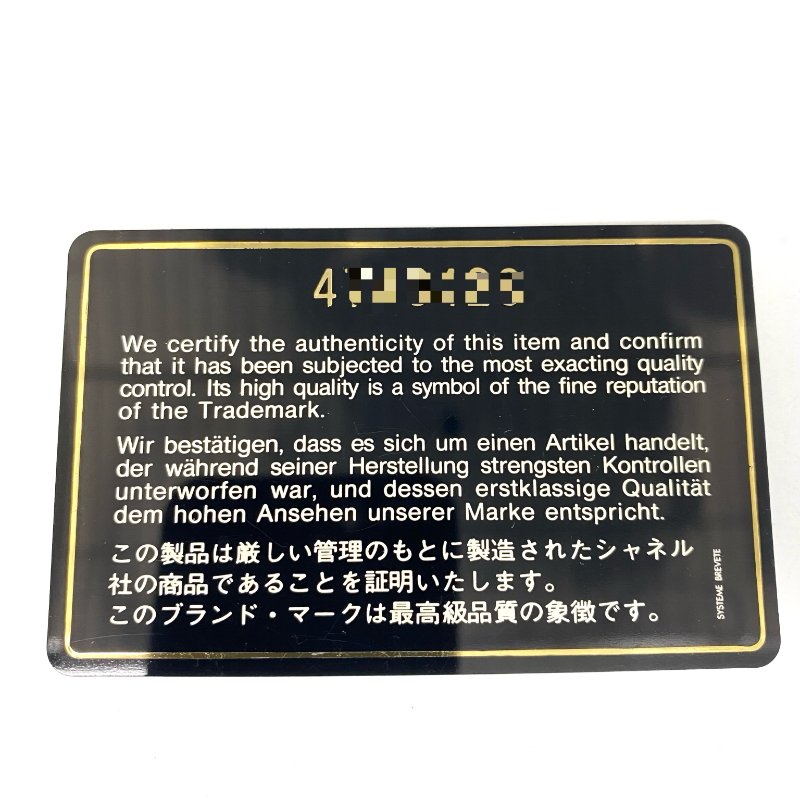 We certify the authenticity of this item and confirm
that it has been subjected to the most exacting quality
control. Its high quality is a symbol of the fine reputation
of the Trademark.
Wir bestätigen, dass es sich um einen Artikel handelt,
der während seiner Herstellung strengsten Kontrollen
unterworfen war, und dessen erstklassige Qualität
dem hohen Ansehen unserer Marke entspricht.
この製品は厳しい管理のもとに製造されたシャネル
社の商品であることを証明いたします。
このブランド・マークは最高級品質の象徴です。
SYSTEME BREVETE